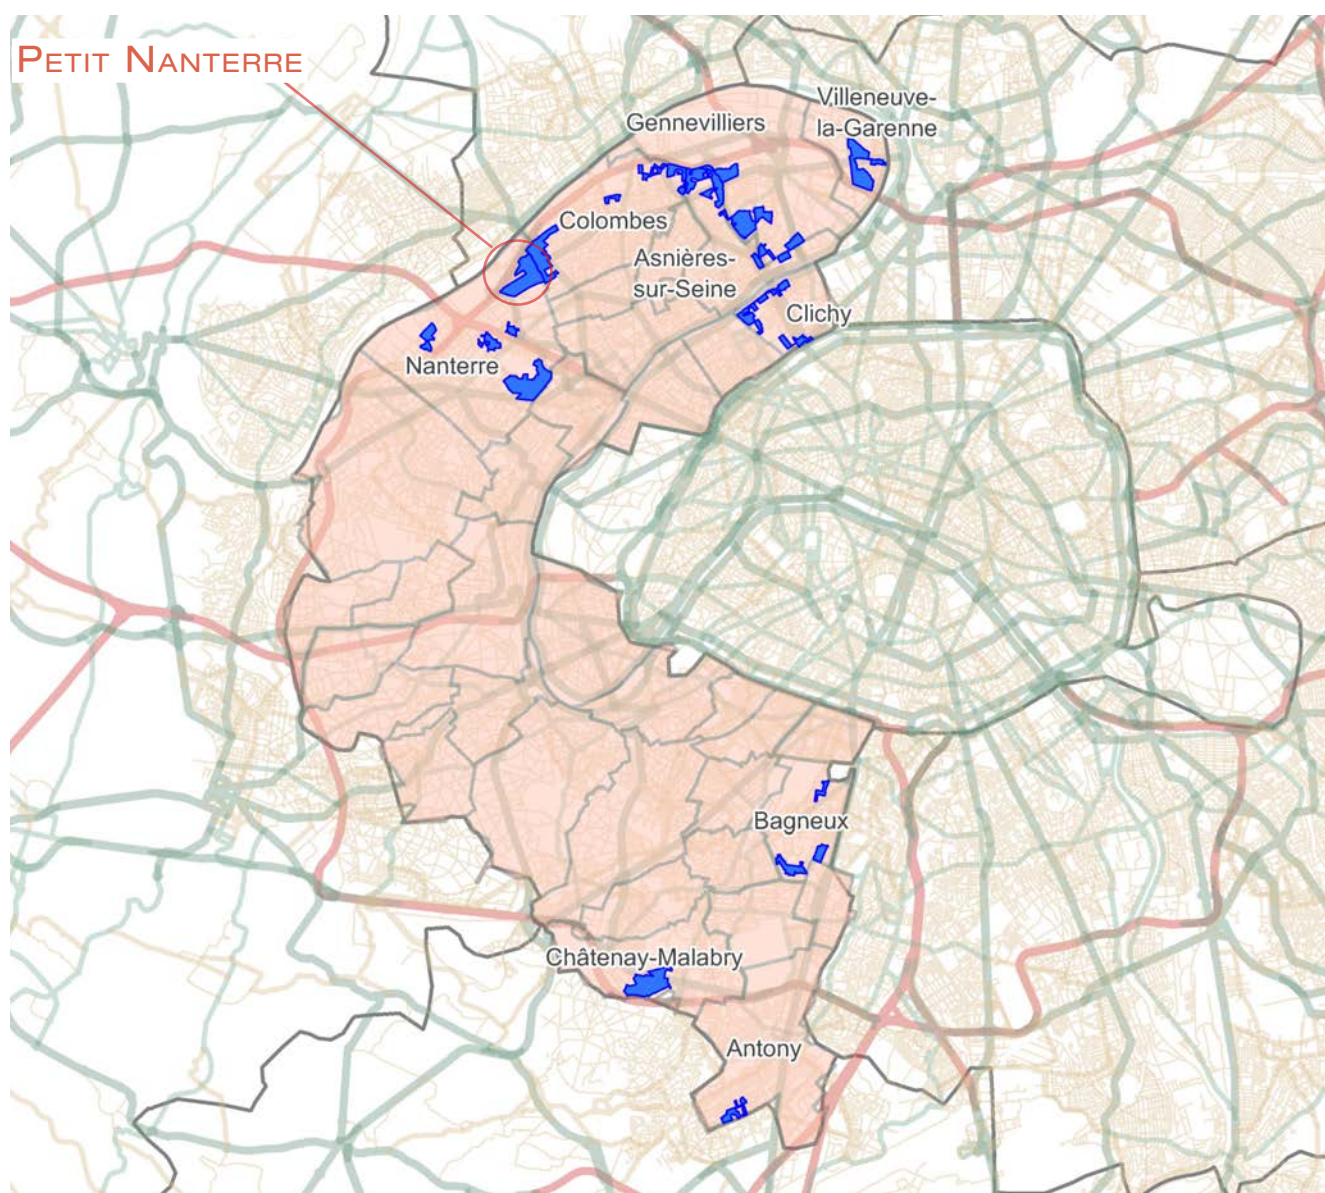 PETIT NANTERRE
Villeneuve-
la-Garenne
Gennevilliers
Colombes
Asnières-
sur-Seine
Clichy
Nanterre
Bagneux
Châtenay-Malabry
Antony